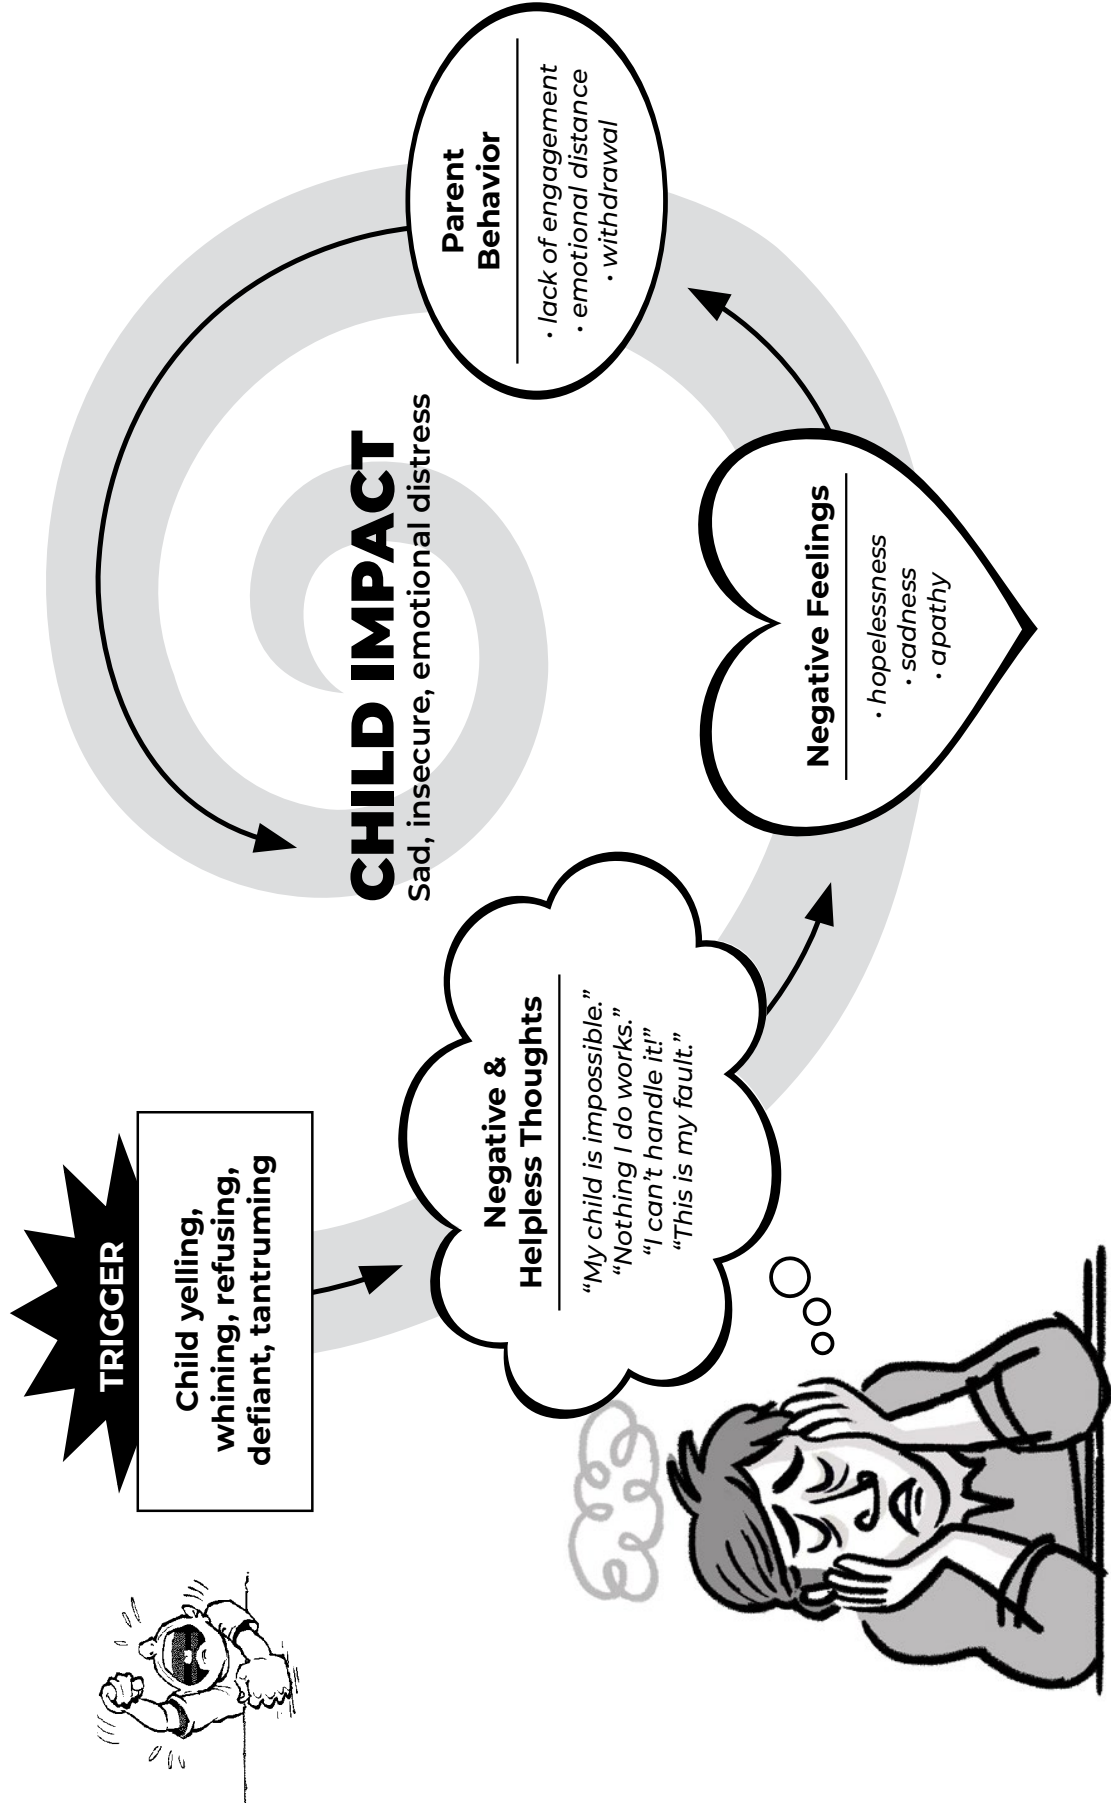 TRIGGER
Child yelling,
whining, refusing,
defiant, tantruming
Negative &
Helpless Thoughts
“My child is impossible.”
“Nothing I do works.”
“I can’t handle it!”
“This is my fault.”
Negative Feelings
· hopelessness
· sadness
· apathy
Parent
Behavior
· lack of engagement
· emotional distance
· withdrawal
CHILD IMPACT
Sad, insecure, emotional distress